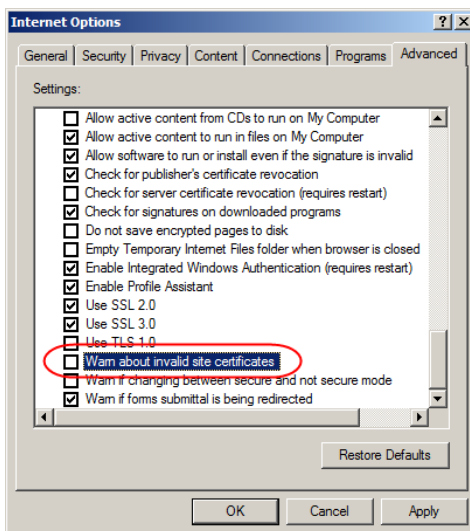 Internet Options
General Security Privacy Content Connections Programs Advanced
Settings:
Allow active content from CDs to run on My Computer
Allow active content to run in files on My Computer
Allow software to run or install even if the signature is invalid
Check for publisher's certificate revocation
Check for server certificate revocation (requires restart)
Check for signatures on downloaded programs
Do not save encrypted pages to disk
Empty Temporary Internet Files folder when browser is closed
Enable Integrated Windows Authentication (requires restart)
Enable Profile Assistant
Use SSL 2.0
Use SSL 3.0
Use TLS 1.0
Warn about invalid site certificates
Warn if changing between secure and not secure mode
Warn if forms submittal is being redirected
Restore Defaults
OK Cancel Apply